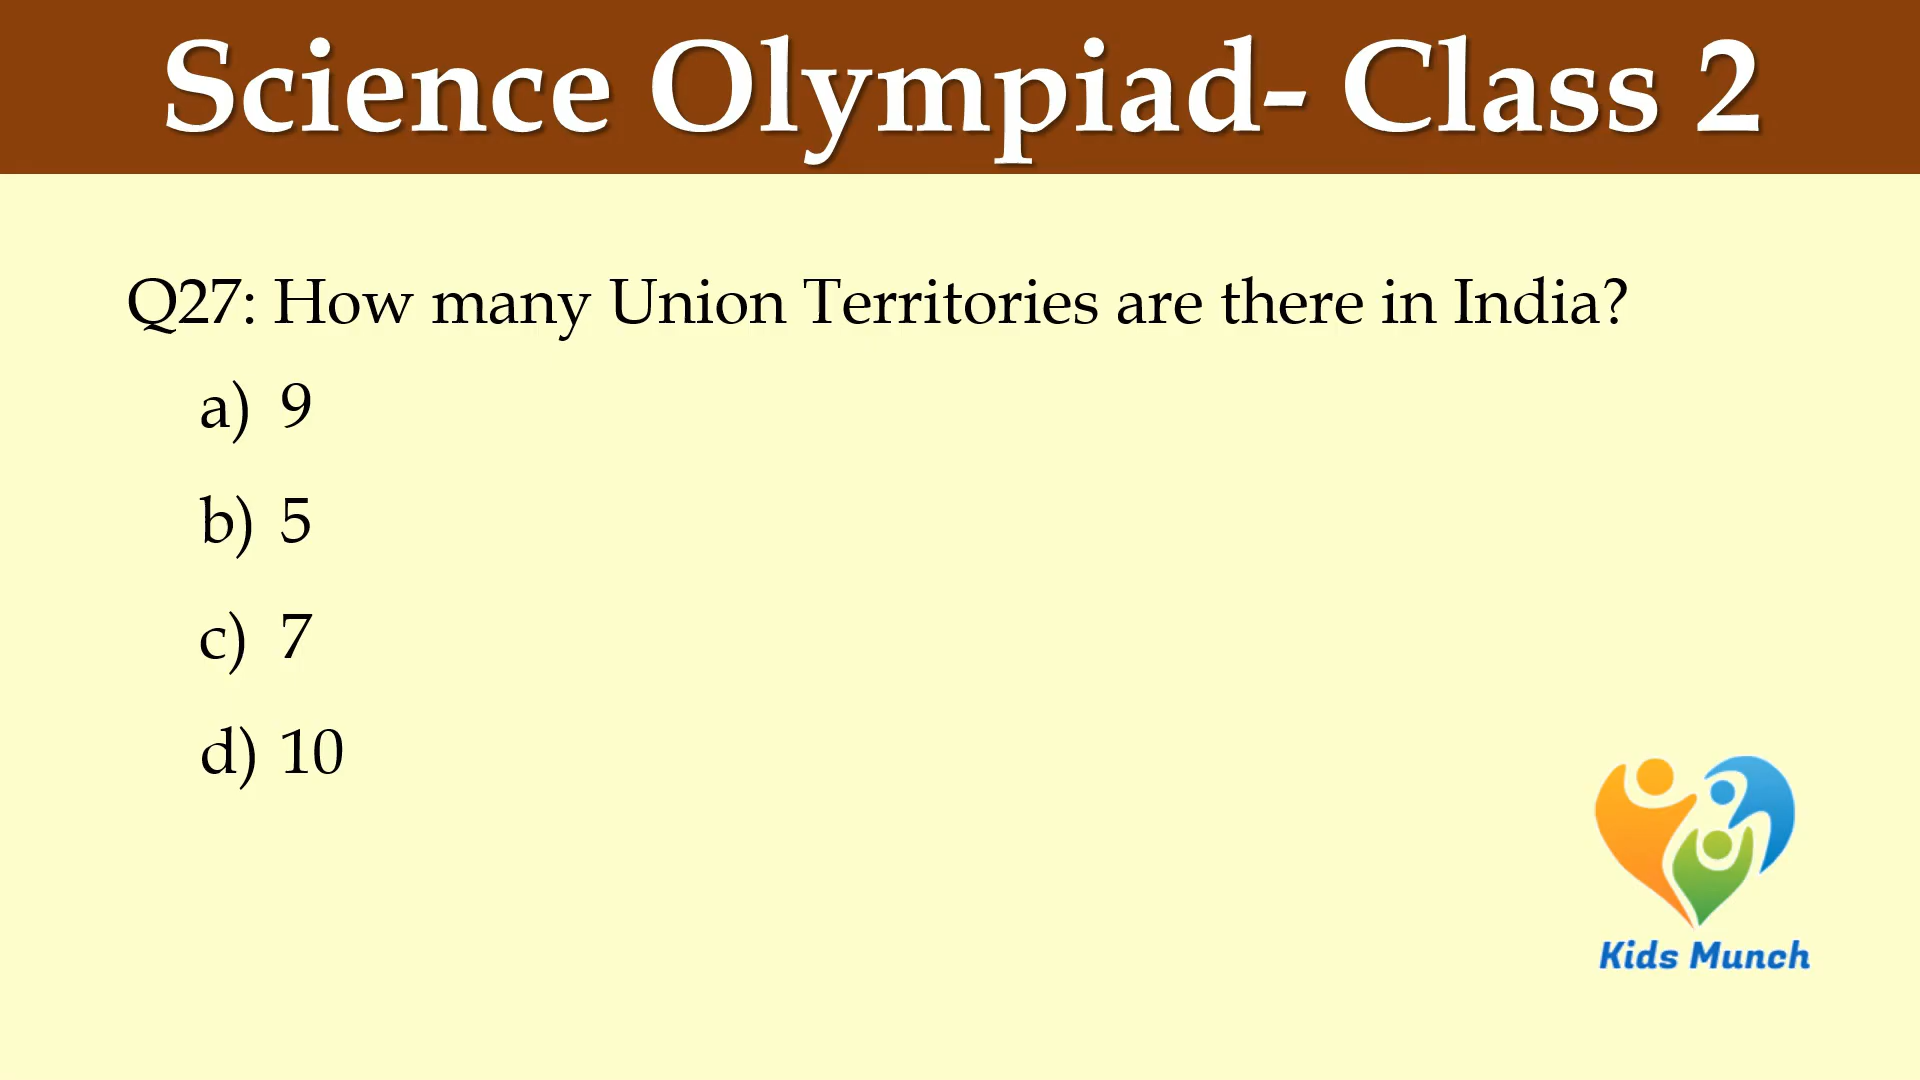 Science Olympiad- Class 2
Q27: How many Union Territories are there in India?
a) 9
b) 5
c) 7
d) 10
Kids Munch